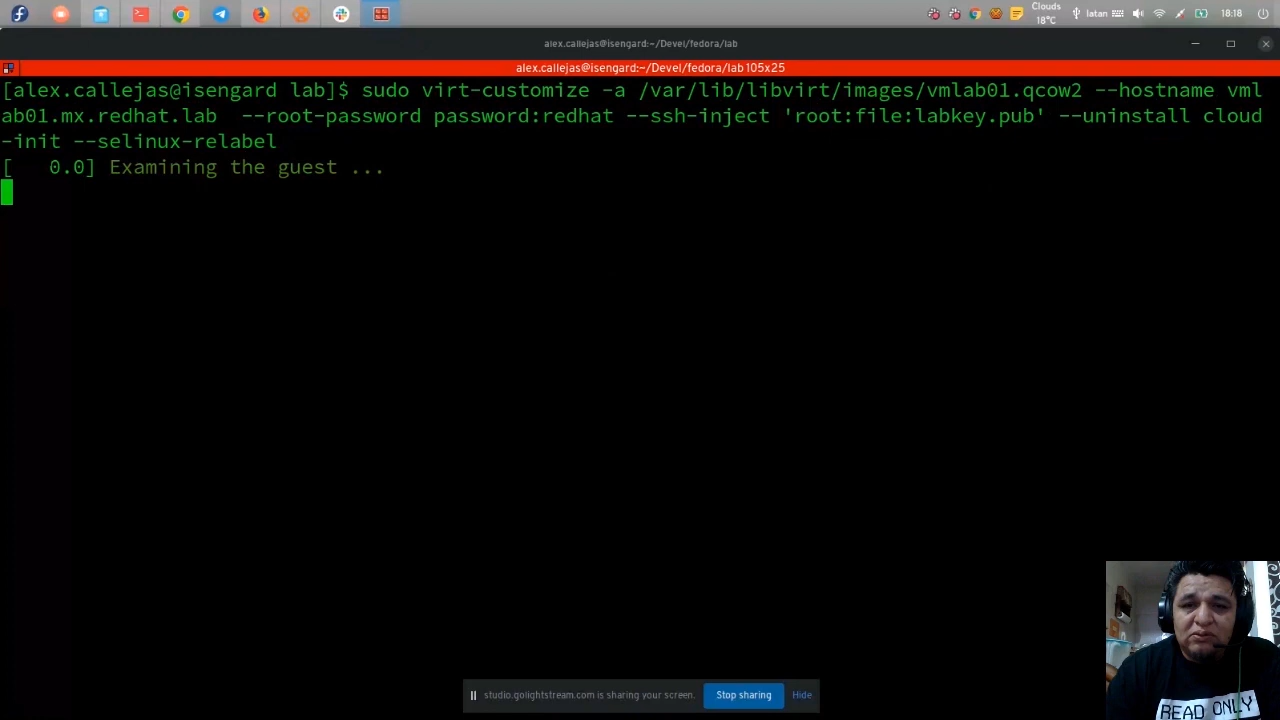 Clouds
18°C
latan
18:18
alex.callejas@isengard:~/Devel/fedora/lab
alex.callejas@isengard:~/Devel/fedora/lab 105x25
[alex.callejas@isengard lab]$ sudo virt-customize -a /var/lib/libvirt/images/vmlab01.qcow2 --hostname vml
ab01.mx.redhat.lab  --root-password password:redhat --ssh-inject 'root:file:labkey.pub' --uninstall cloud
-init --selinux-relabel
[   0.0] Examining the guest ...
studio.golightstream.com is sharing your screen.
Stop sharing
Hide
READ ONLY